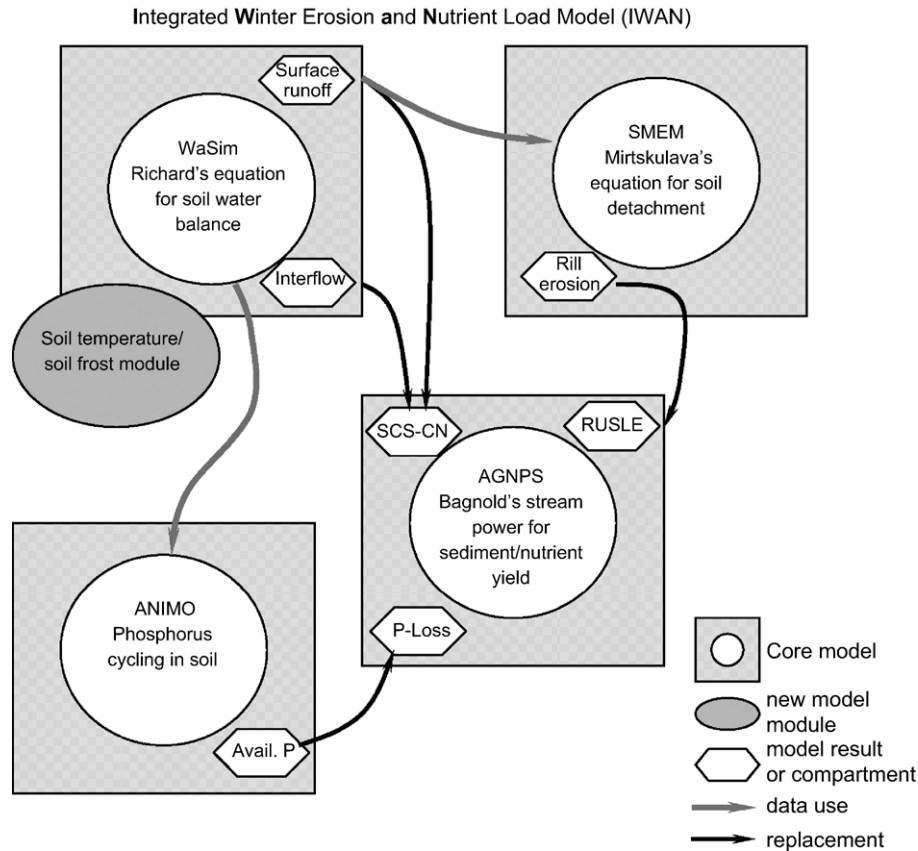 Integrated Winter Erosion and Nutrient Load Model (IWAN)
Surface
runoff
WaSim
Richard's equation
for soil water
balance
Interflow
SMEM
Mirtskulava's
equation for soil
detachment
Rill
erosion
Soil temperature/
soil frost module
SCS-CN
RUSLE
AGNPS
Bagnold's stream
power for
sediment/nutrient
yield
P-Loss
ANIMO
Phosphorus
cycling in soil
Avail. P
Core model
new model
module
model result
or compartment
data use
replacement